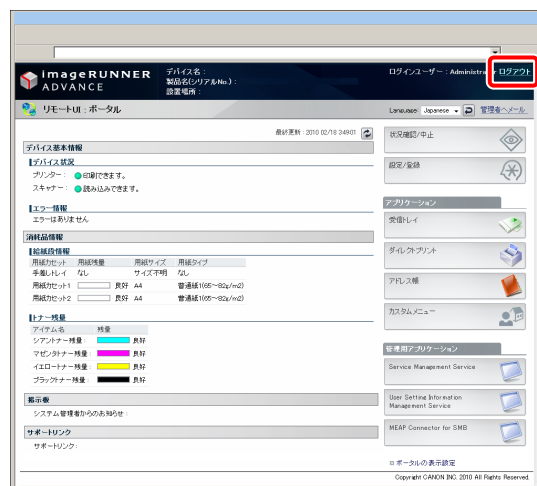 imageRUNNER
ADVANCE
デバイス名 :
製品名(シリアルNo.) :
設置場所 :
ログインユーザー : Administrator ログアウト
リモートUI : ポータル
Language: Japanese 管理者へメール
最終更新 : 2010 02/18 3:49:01
デバイス基本情報
デバイス状況
プリンター : 印刷できます。
スキャナー : 読み込みできます。
エラー情報
エラーはありません
消耗品情報
給紙段情報
用紙カセット 用紙残量 用紙サイズ 用紙タイプ
手差しトレイ なし サイズ不明 なし
用紙カセット1 良好 A4 普通紙1(65～82g/m2)
用紙カセット2 良好 A4 普通紙1(65～82g/m2)
トナー残量
アイテム名 残量
シアントナー残量 : 良好
マゼンタトナー残量 : 良好
イエロートナー残量 : 良好
ブラックトナー残量 : 良好
掲示板
システム管理者からのお知らせ :
サポートリンク
サポートリンク :
状況確認/中止
設定/登録
アプリケーション
受信トレイ
ダイレクトプリント
アドレス帳
カスタムメニュー
管理用アプリケーション
Service Management Service
User Setting Information
Management Service
MEAP Connector for SMB
ポータルの表示設定
Copyright CANON INC. 2010 All Rights Reserved.